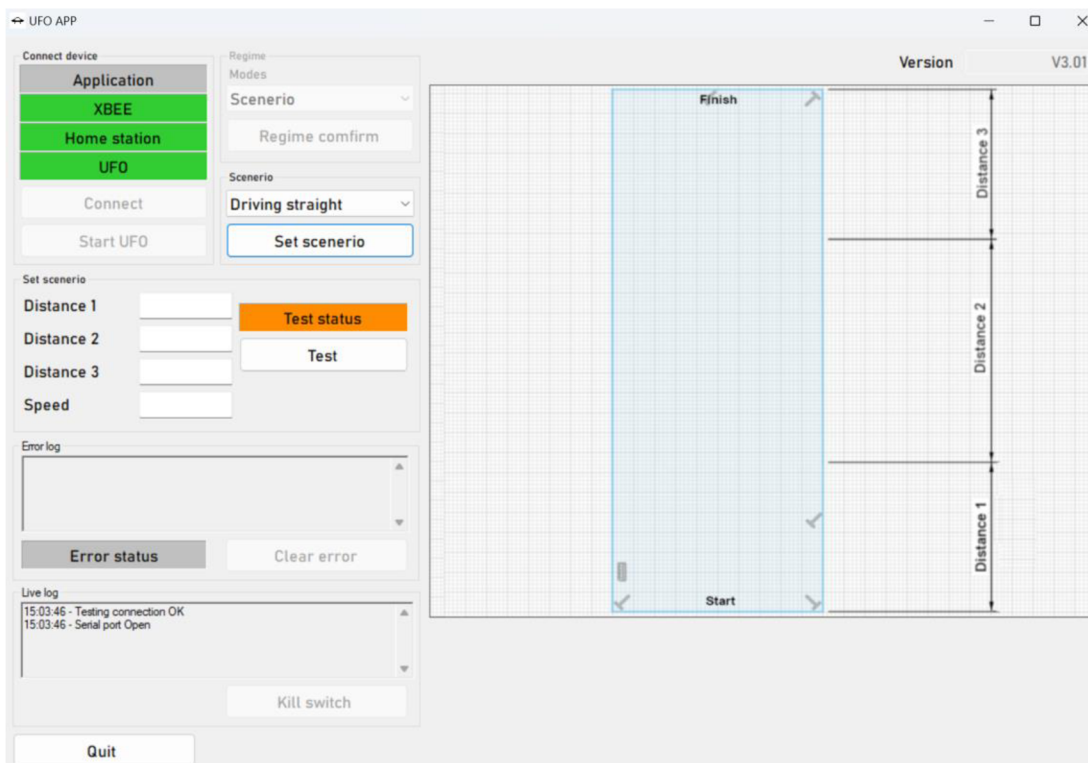 UFO APP
Connect device
Application
XBEE
Home station
UFO
Connect
Start UFO
Regime
Modes
Scenerio
Regime comfirm
Scenerio
Driving straight
Set scenerio
Set scenerio
Distance 1
Distance 2
Distance 3
Speed
Test status
Test
Error log
Error status
Clear error
Live log
15:03:46 - Testing connection OK
15:03:46 - Serial port Open
Kill switch
Quit
Version V3.01
Finish
Distance 3
Distance 2
Distance 1
Start